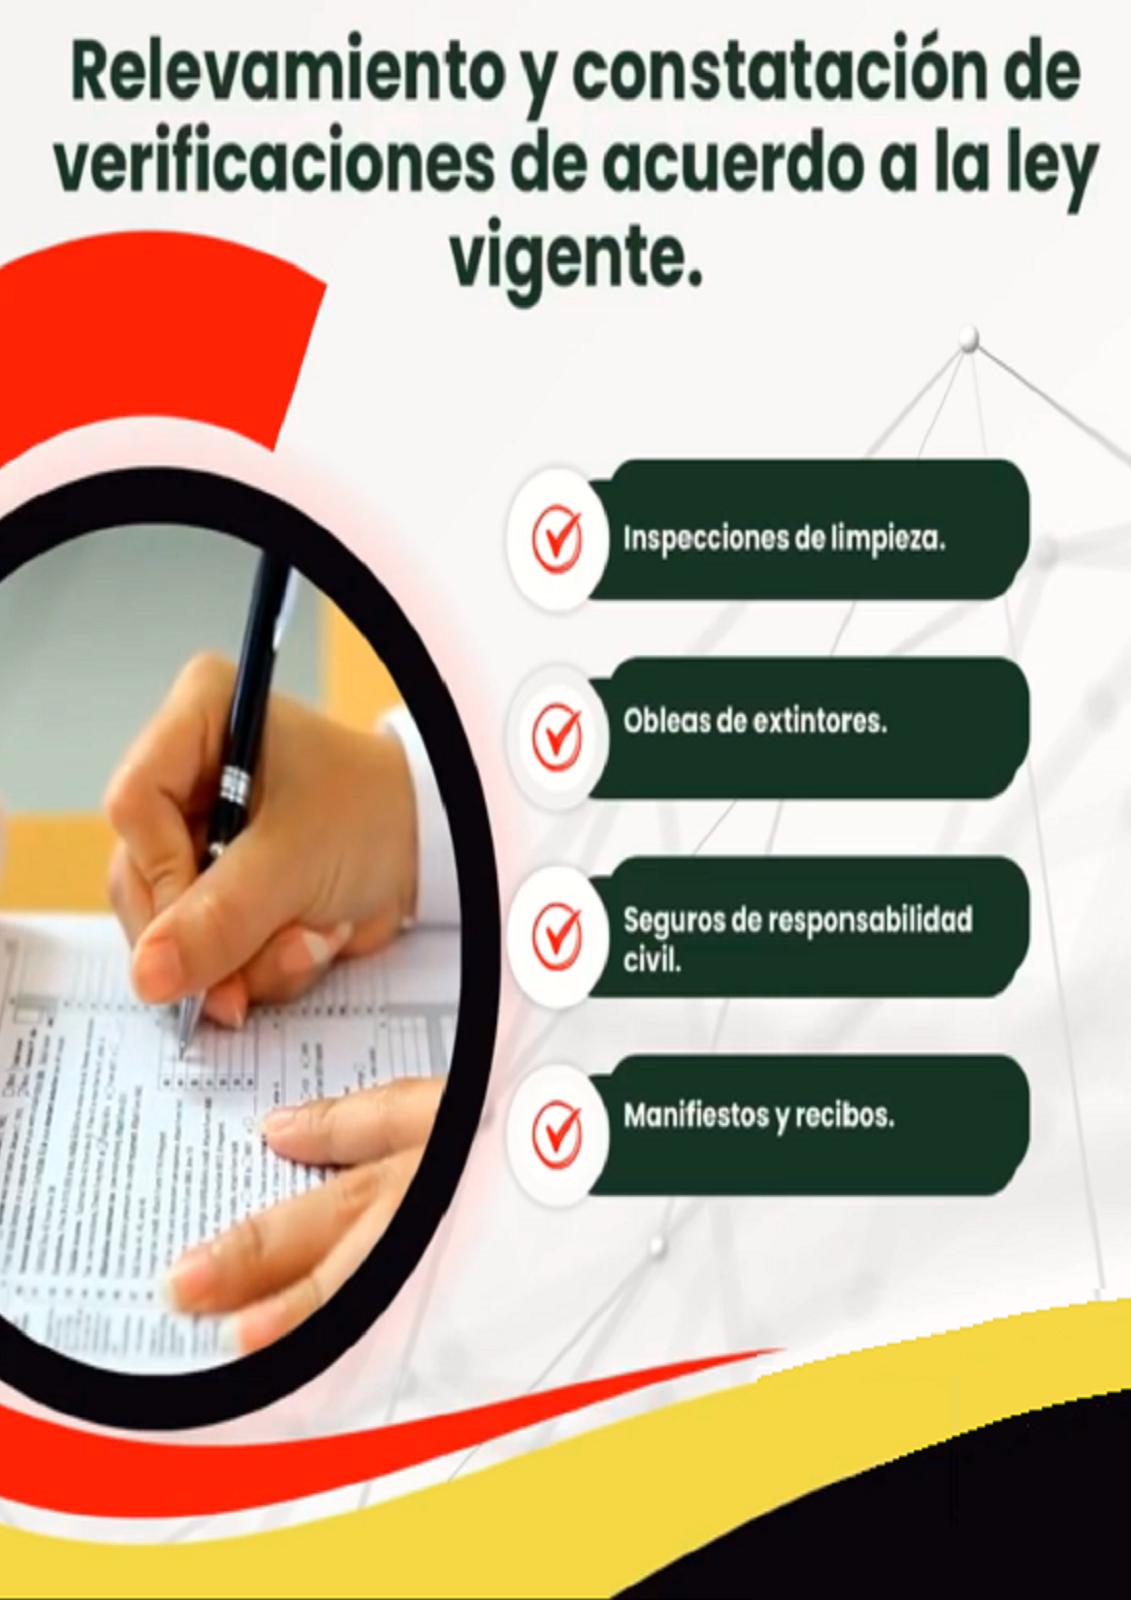 Relevamiento y constatación de
verificaciones de acuerdo a la ley
vigente.
Inspecciones de limpieza.
Obleas de extintores.
Seguros de responsabilidad
civil.
Manifiestos y recibos.